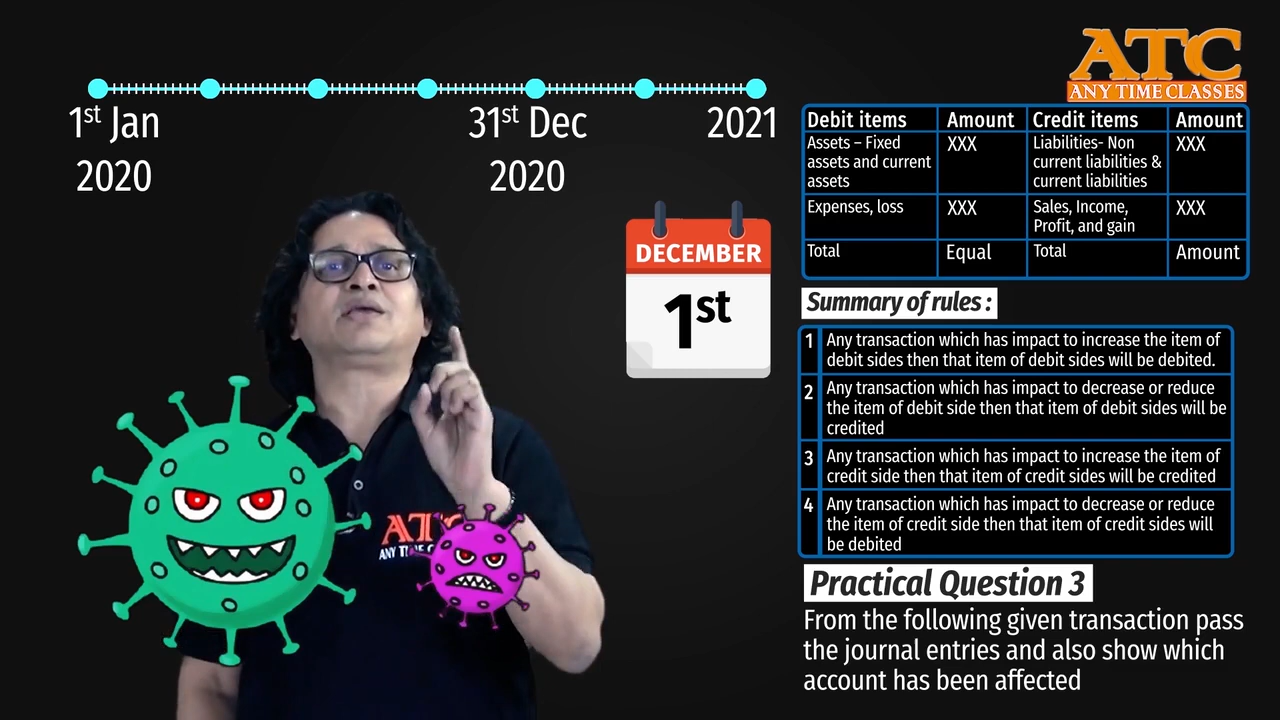 ATC
ANY TIME CLASSES
1st Jan
2020
31st Dec
2020
2021
DECEMBER
1st
Debit items Amount Credit items Amount
Assets – Fixed
assets and current
assets
XXX
Liabilities- Non
current liabilities &
current liabilities
XXX
Expenses, loss
XXX
Sales, Income,
Profit, and gain
XXX
Total Equal Total Amount
Summary of rules :
1 Any transaction which has impact to increase the item of
debit sides then that item of debit sides will be debited.
2 Any transaction which has impact to decrease or reduce
the item of debit side then that item of debit sides will be
credited
3 Any transaction which has impact to increase the item of
credit side then that item of credit sides will be credited
4 Any transaction which has impact to decrease or reduce
the item of credit side then that item of credit sides will
be debited
Practical Question 3
From the following given transaction pass
the journal entries and also show which
account has been affected
ATC
ANY